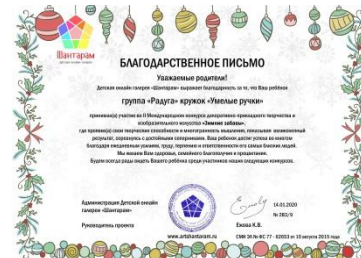 Шантарам
БЛАГОДАРСТВЕННОЕ ПИСЬМО
Уважаемые родители!
Детская онлайн галерея «Шантарам» выражает благодарность за то, что Ваш ребёнок
группа «Радуга» кружок «Умелые ручки»
принимал(а) участие во II Международном конкурсе декоративно-прикладного творчества и
изобразительного искусства «Зимние забавы»,
где проявил(а) свои творческие способности и многогранность мышления, показывая великолепный
результат, соревнуясь с достойными соперниками. Ваш ребенок достиг успеха во многом
благодаря ежедневным усилиям, труду, терпению и ответственности его самых близких людей.
Мы желаем Вам здоровья, семейного благополучия и процветания.
Будем всегда рады видеть Вашего ребёнка среди участников наших следующих конкурсов.
Администрация Детской онлайн
галереи «Шантарам»
14.01.2020
№ 283/9
Руководитель проекта
Ежова К.В.
www.artshantaram.ru